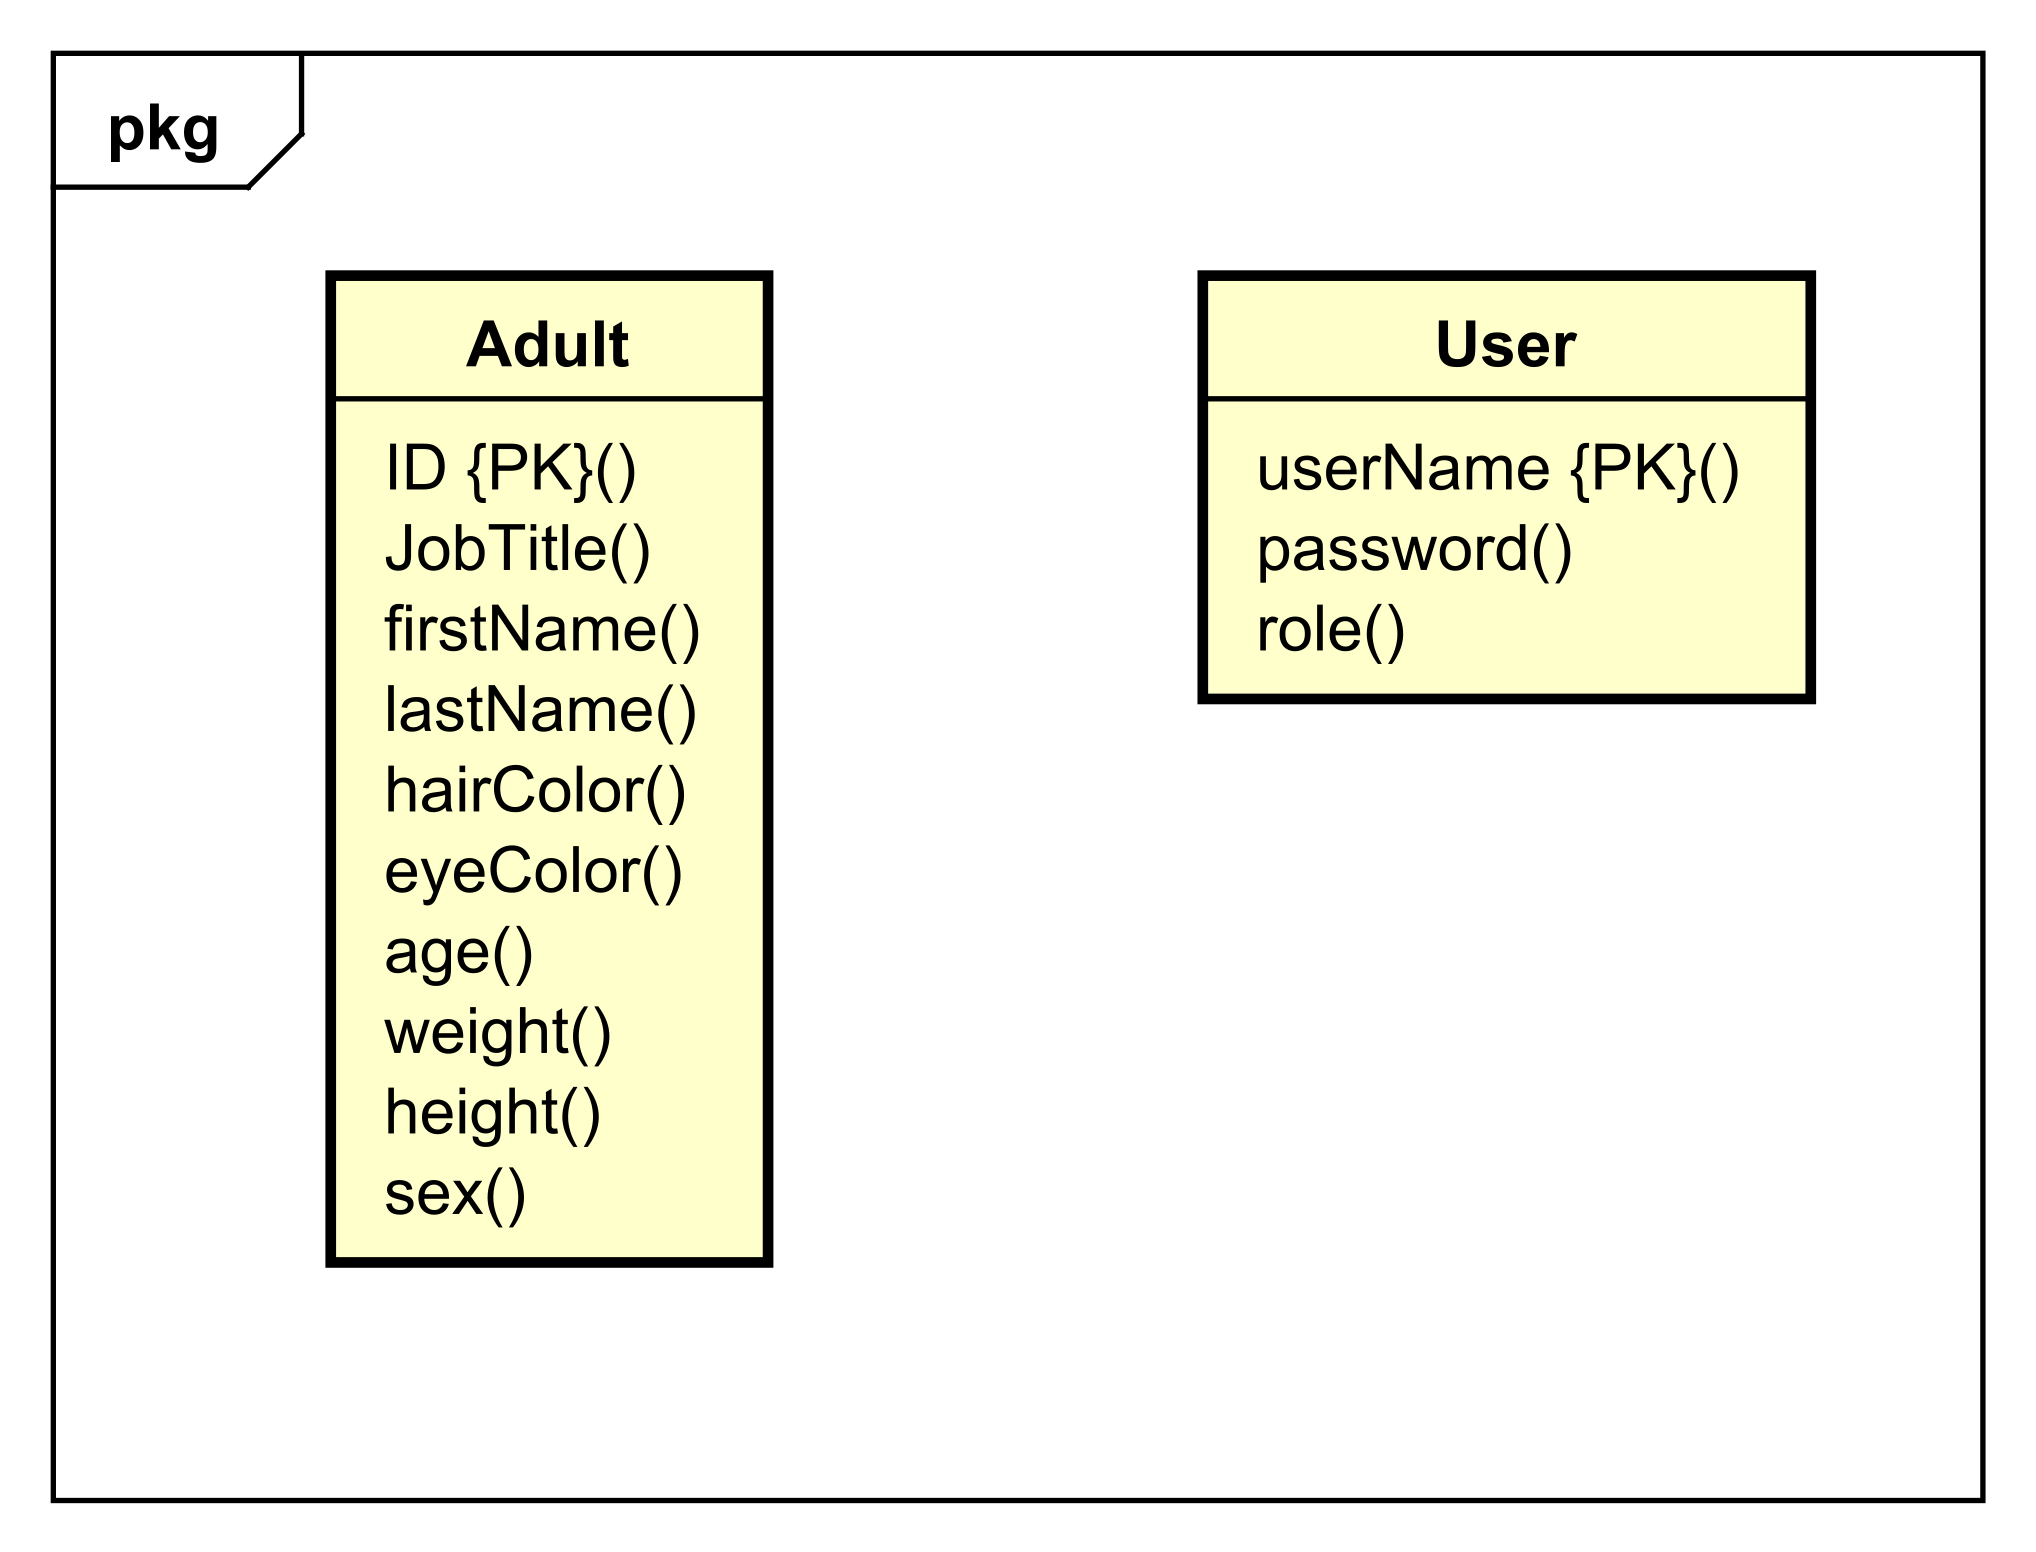 pkg
Adult
ID {PK}()
JobTitle()
firstName()
lastName()
hairColor()
eyeColor()
age()
weight()
height()
sex()
User
userName {PK}()
password()
role()